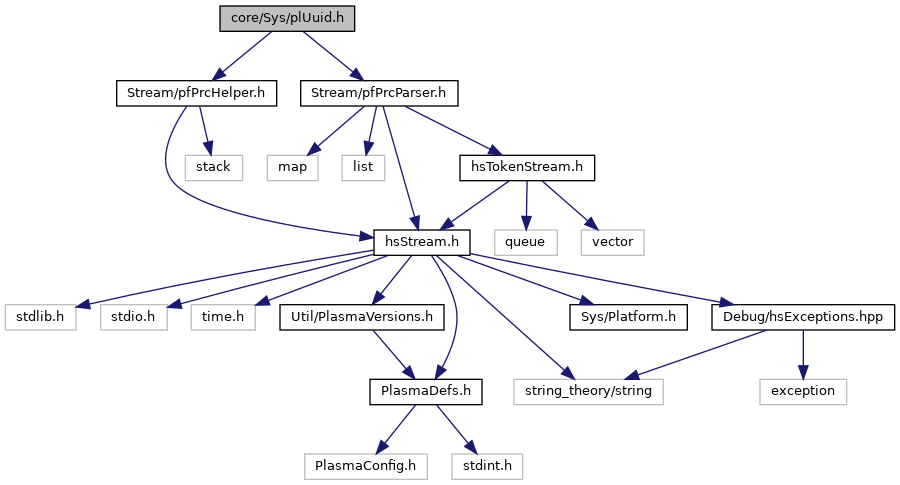 core/Sys/plUuid.h
Stream/pfPrcHelper.h
Stream/pfPrcParser.h
stack
map
list
hsTokenStream.h
hsStream.h
queue
vector
stdlib.h
stdio.h
time.h
Util/PlasmaVersions.h
Sys/Platform.h
Debug/hsExceptions.hpp
PlasmaDefs.h
string_theory/string
exception
PlasmaConfig.h
stdint.h